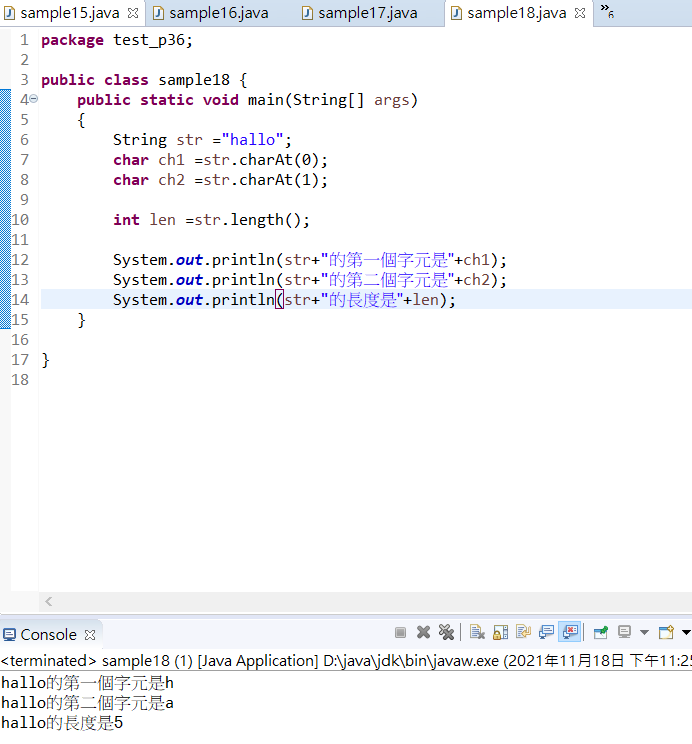 sample15.java sample16.java sample17.java sample18.java »6
1 package test_p36;
2
3 public class sample18 {
4 public static void main(String[] args)
5 {
6 String str ="hallo";
7 char ch1 =str.charAt(0);
8 char ch2 =str.charAt(1);
9
10 int len =str.length();
11
12 System.out.println(str+"的第一個字元是"+ch1);
13 System.out.println(str+"的第二個字元是"+ch2);
14 System.out.println(str+"的長度是"+len);
15 }
16
17 }
18
Console
<terminated> sample18 (1) [Java Application] D:\java\jdk\bin\javaw.exe (2021年11月18日 下午11:25
hallo的第一個字元是h
hallo的第二個字元是a
hallo的長度是5